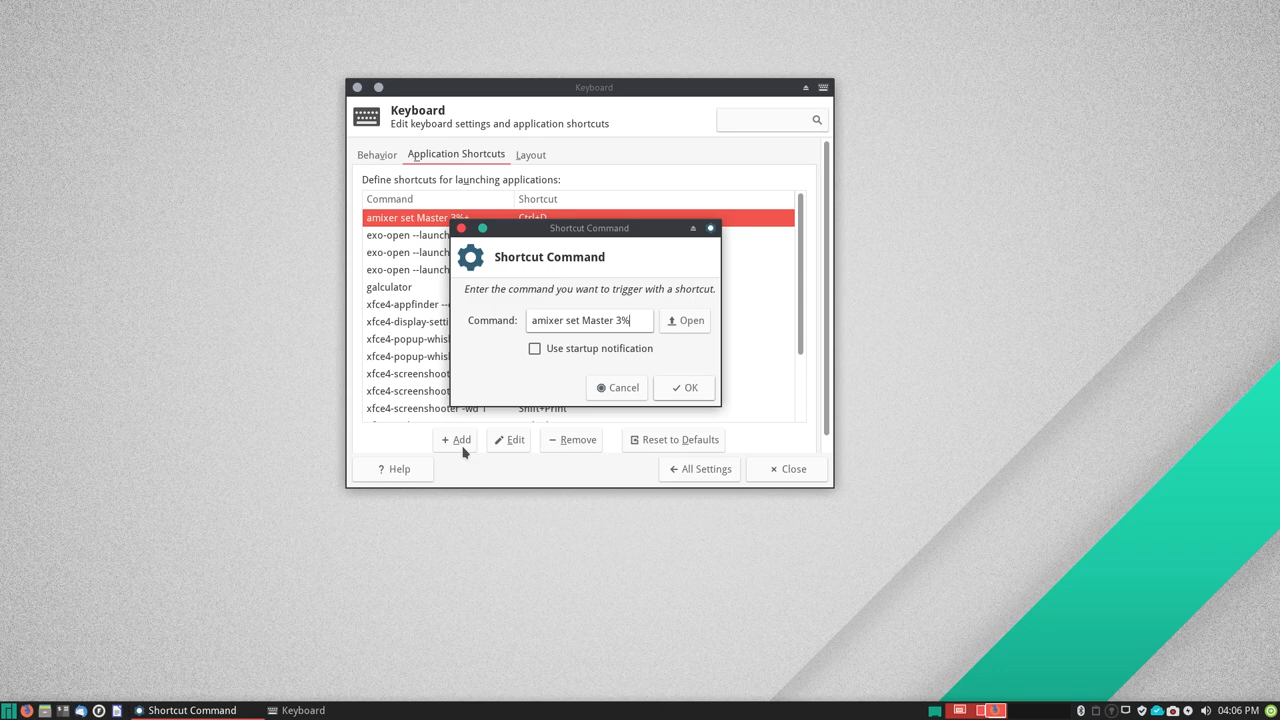 Keyboard
Keyboard
Edit keyboard settings and application shortcuts
Behavior Application Shortcuts Layout
Define shortcuts for launching applications:
Command Shortcut
amixer set Master 3%+ Ctrl+D
exo-open --launch
exo-open --launch
exo-open --launch
galculator
xfce4-appfinder --
xfce4-display-setti
xfce4-popup-whisk
xfce4-popup-whisk
xfce4-screenshoot
xfce4-screenshoot
xfce4-screenshooter -wd 1 Shift+Print
Shortcut Command
Shortcut Command
Enter the command you want to trigger with a shortcut.
Command: amixer set Master 3% Open
Use startup notification
Cancel OK
Add Edit Remove Reset to Defaults
? Help All Settings Close
Shortcut Command Keyboard 04:06 PM